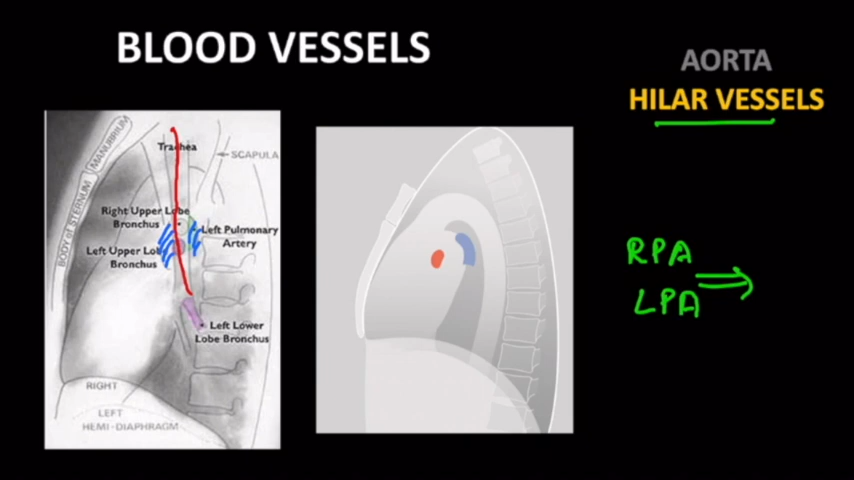 BLOOD VESSELS
AORTA
HILAR VESSELS
MANUBRIUM
BODY of STERNUM
Trachea
SCAPULA
Right Upper Lobe
Bronchus
Left Pulmonary
Artery
Left Upper Lob
Bronchus
Left Lower
Lobe Bronchus
RIGHT
LEFT
HEMI-DIAPHRAGM
RPA
LPA